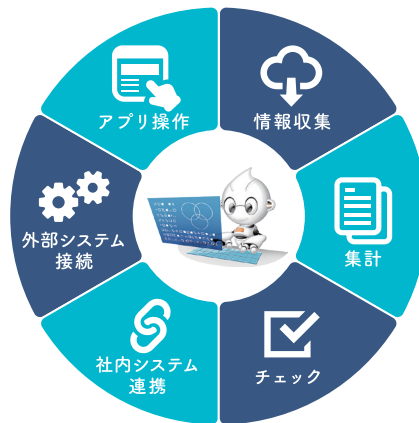 アプリ操作
情報収集
集計
チェック
社内システム
連携
外部システム
接続